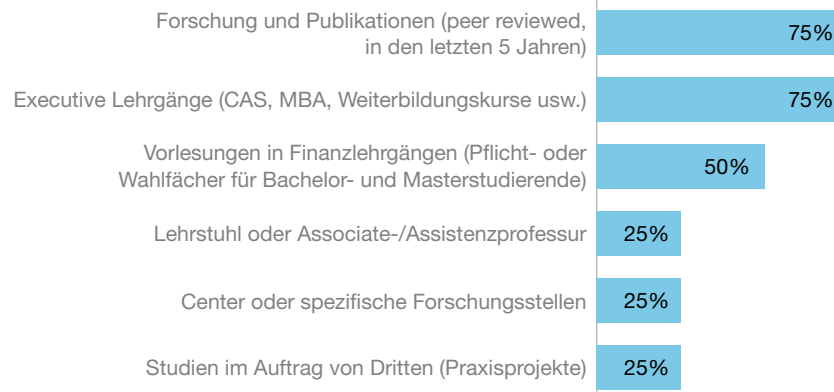 Forschung und Publikationen (peer reviewed,
in den letzten 5 Jahren)
75%
Executive Lehrgänge (CAS, MBA, Weiterbildungskurse usw.)
75%
Vorlesungen in Finanzlehrgängen (Pflicht- oder
Wahlfächer für Bachelor- und Masterstudierende)
50%
Lehrstuhl oder Associate-/Assistenzprofessur
25%
Center oder spezifische Forschungsstellen
25%
Studien im Auftrag von Dritten (Praxisprojekte)
25%